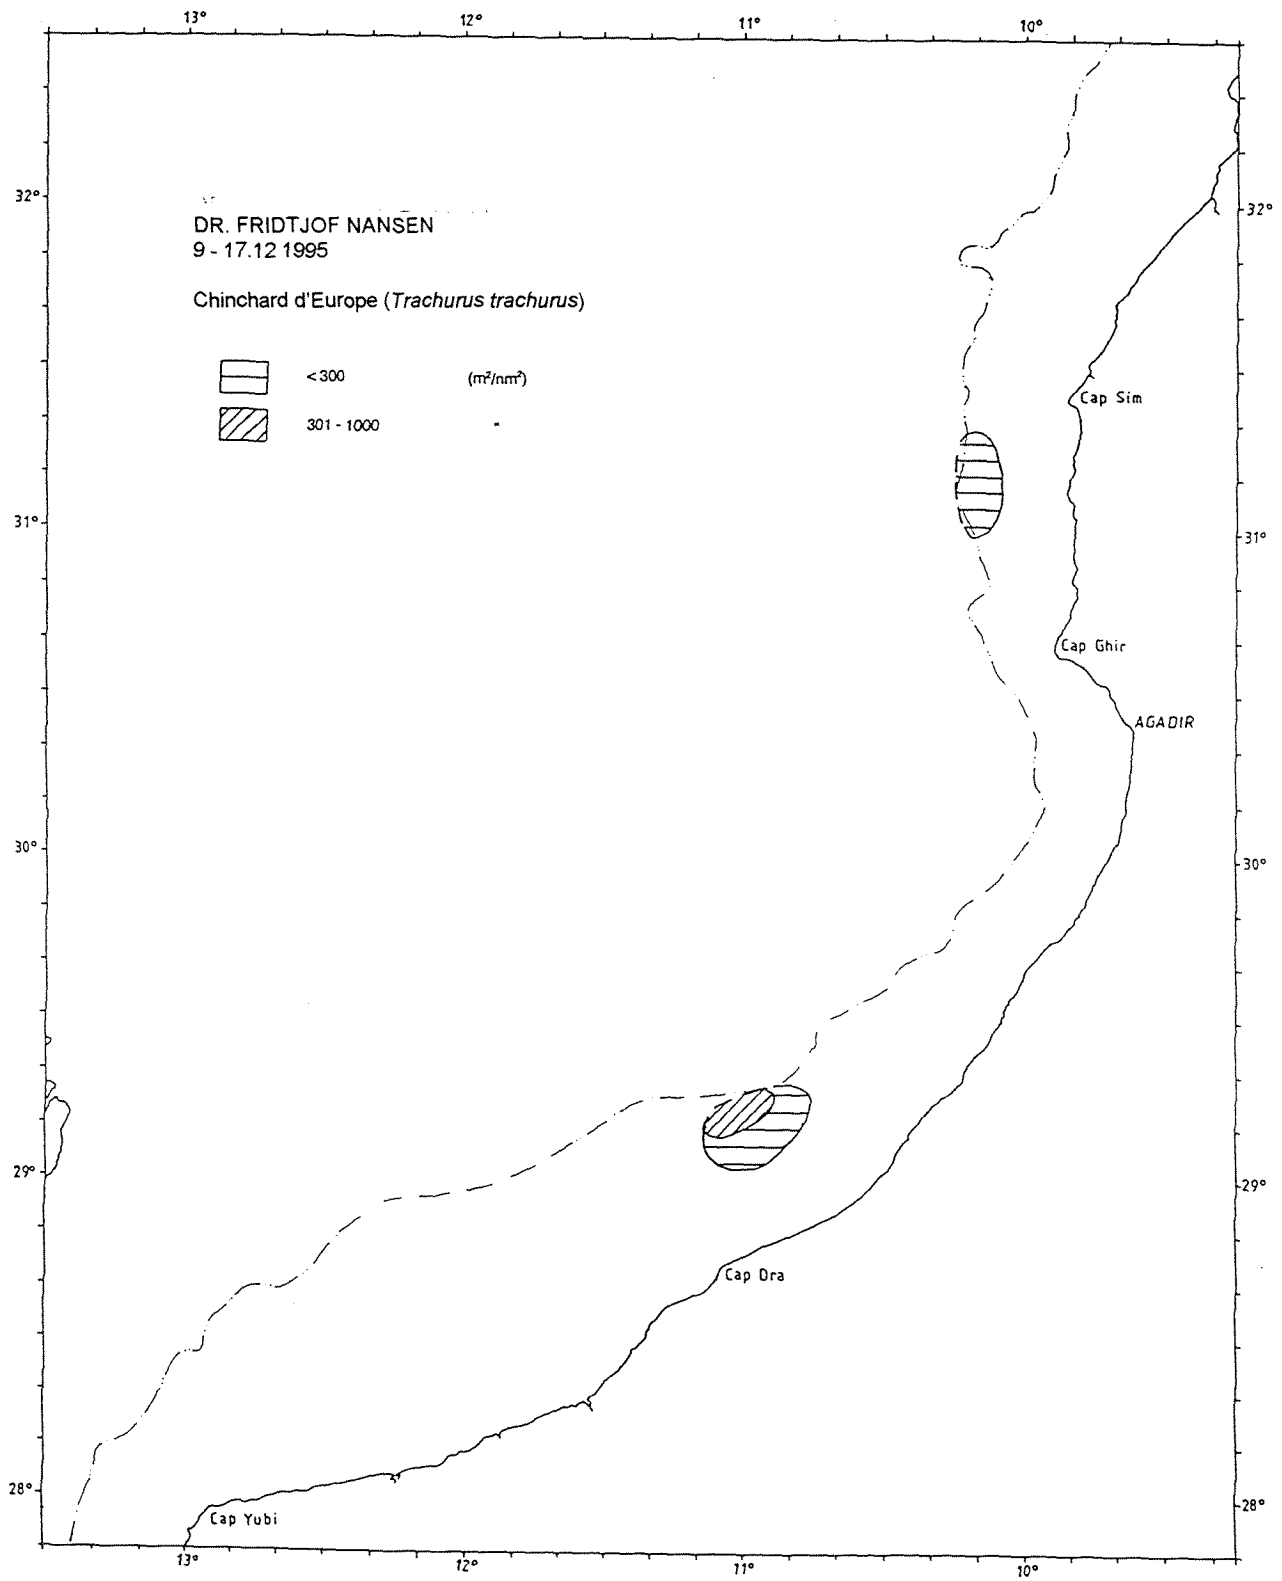 13° 12° 11° 10°
32° 32°
DR. FRIDTJOF NANSEN
9 - 17.12 1995
Chinchard d'Europe (Trachurus trachurus)
<300 (m²/nm²)
301 - 1000 "
Cap Sim
31° 31°
Cap Ghir
AGADIR
30° 30°
29° 29°
Cap Dra
28° 28°
Cap Yubi
13° 12° 11° 10°